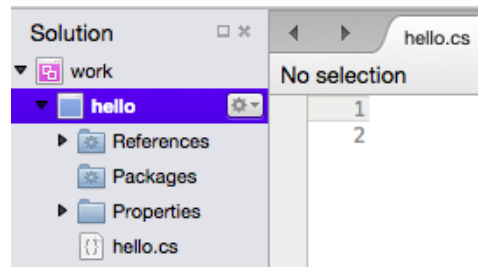 Solution
work
hello
References
Packages
Properties
hello.cs
hello.cs
No selection
1
2